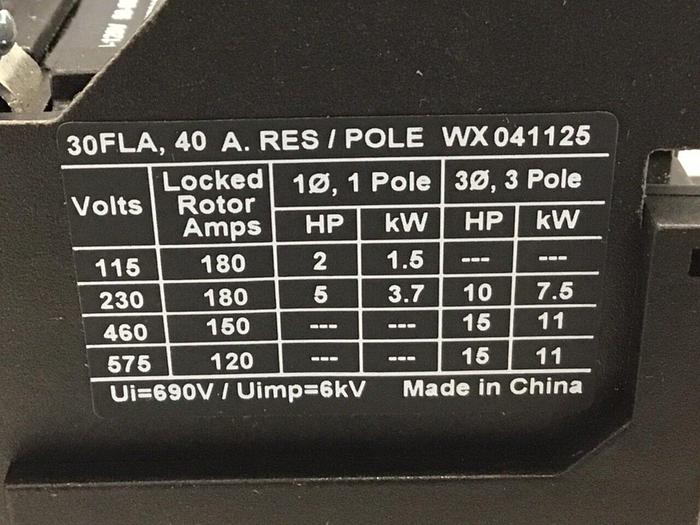 30FLA, 40 A. RES / POLE WX 041125
Volts Locked Rotor Amps 1Ø, 1 Pole 3Ø, 3 Pole
HP kW HP kW
115 180 2 1.5 --- ---
230 180 5 3.7 10 7.5
460 150 --- --- 15 11
575 120 --- --- 15 11
Ui=690V / Uimp=6kV Made in China